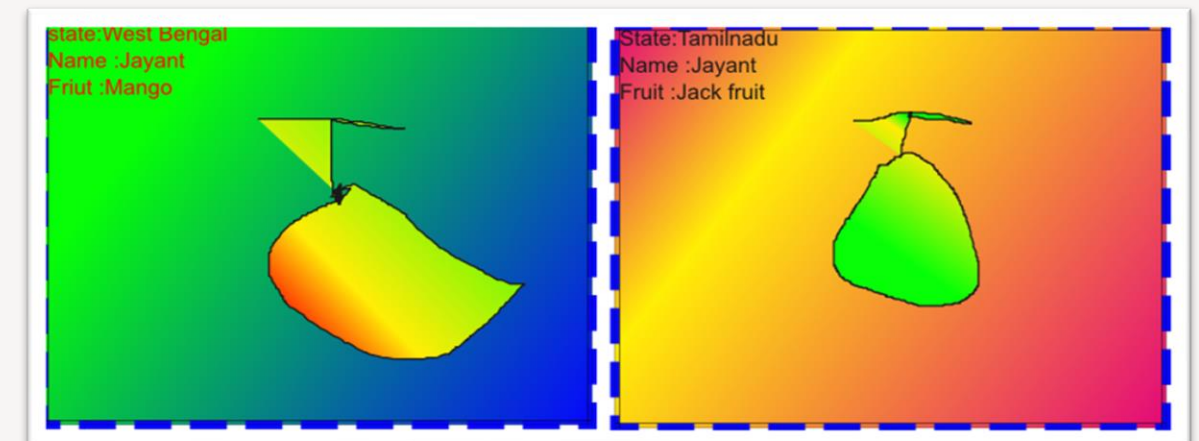 state:West Bengal
Name :Jayant
Friut :Mango
State:Tamilnadu
Name :Jayant
Fruit :Jack fruit